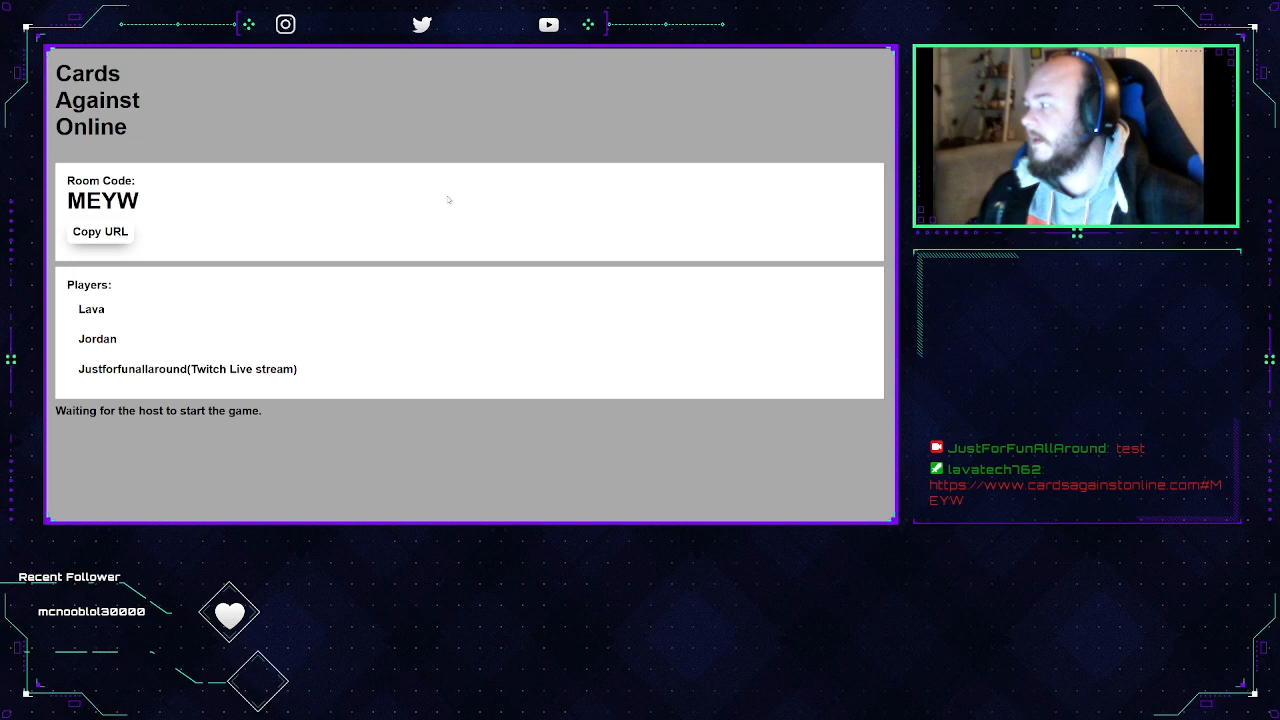 Cards
Against
Online
Room Code:
MEYW
Copy URL
Players:
Lava
Jordan
Justforfunallaround(Twitch Live stream)
Waiting for the host to start the game.
JustForFunAllAround: test
lavatech762:
https://www.cardsagainstonline.com#M
EYW
Recent Follower
mcnooblol30000